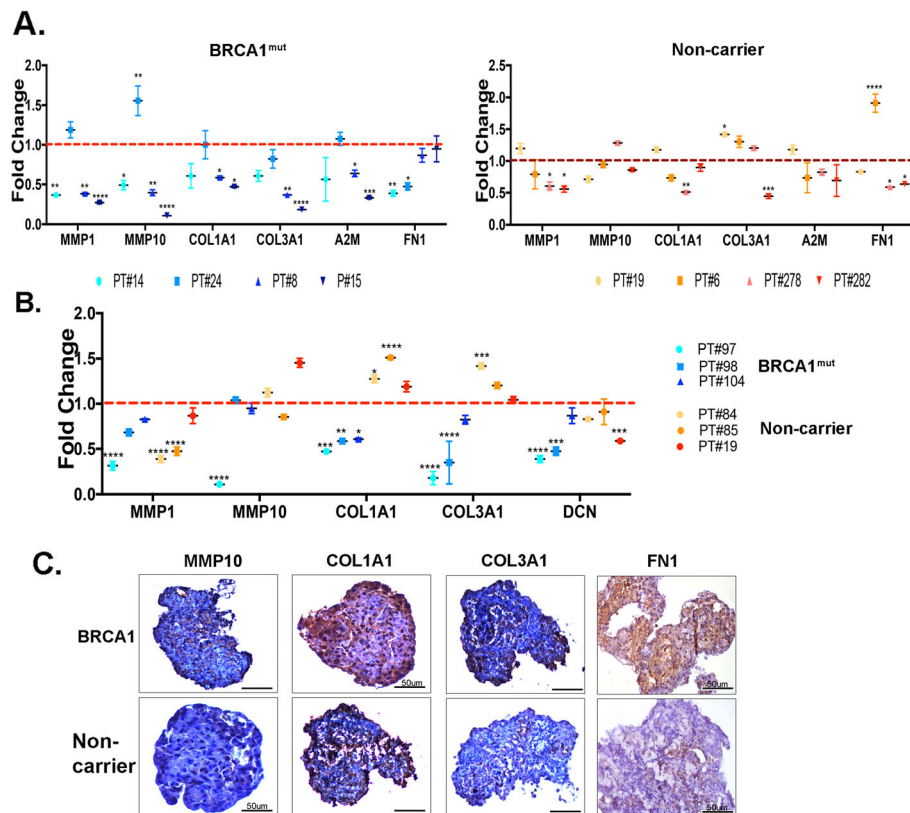 A.
BRCA1mut
Non-carrier
Fold Change
2.0
1.5
1.0
0.5
0.0
** ** **** ** ** ** **** * * ** **** * *** ** *
MMP1 MMP10 COL1A1 COL3A1 A2M FN1
PT#14 PT#24 PT#8 P#15
Fold Change
2.5
2.0
1.5
1.0
0.5
0.0
* * ** * *** **** * *
MMP1 MMP10 COL1A1 COL3A1 A2M FN1
PT#19 PT#6 PT#278 PT#282
B.
Fold Change
2.0
1.5
1.0
0.5
0.0
**** **** **** **** *** ** * * **** **** **** *** *** *** ***
MMP1 MMP10 COL1A1 COL3A1 DCN
PT#97
PT#98
PT#104
BRCA1mut
PT#84
PT#85
PT#19
Non-carrier
C.
MMP10 COL1A1 COL3A1 FN1
BRCA1
50um 50um
Non-
carrier
50um 50um